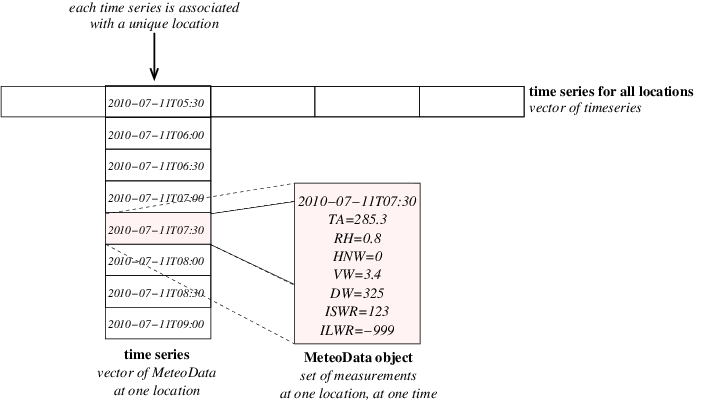 each time series is associated
with a unique location
time series for all locations
vector of timeseries
2010-07-11T05:30
2010-07-11T06:00
2010-07-11T06:30
2010-07-11T07:00
2010-07-11T07:30
2010-07-11T08:00
2010-07-11T08:30
2010-07-11T09:00
time series
vector of MeteoData
at one location
2010-07-11T07:30
TA=285.3
RH=0.8
HNW=0
VW=3.4
DW=325
ISWR=123
ILWR=-999
MeteoData object
set of measurements
at one location, at one time